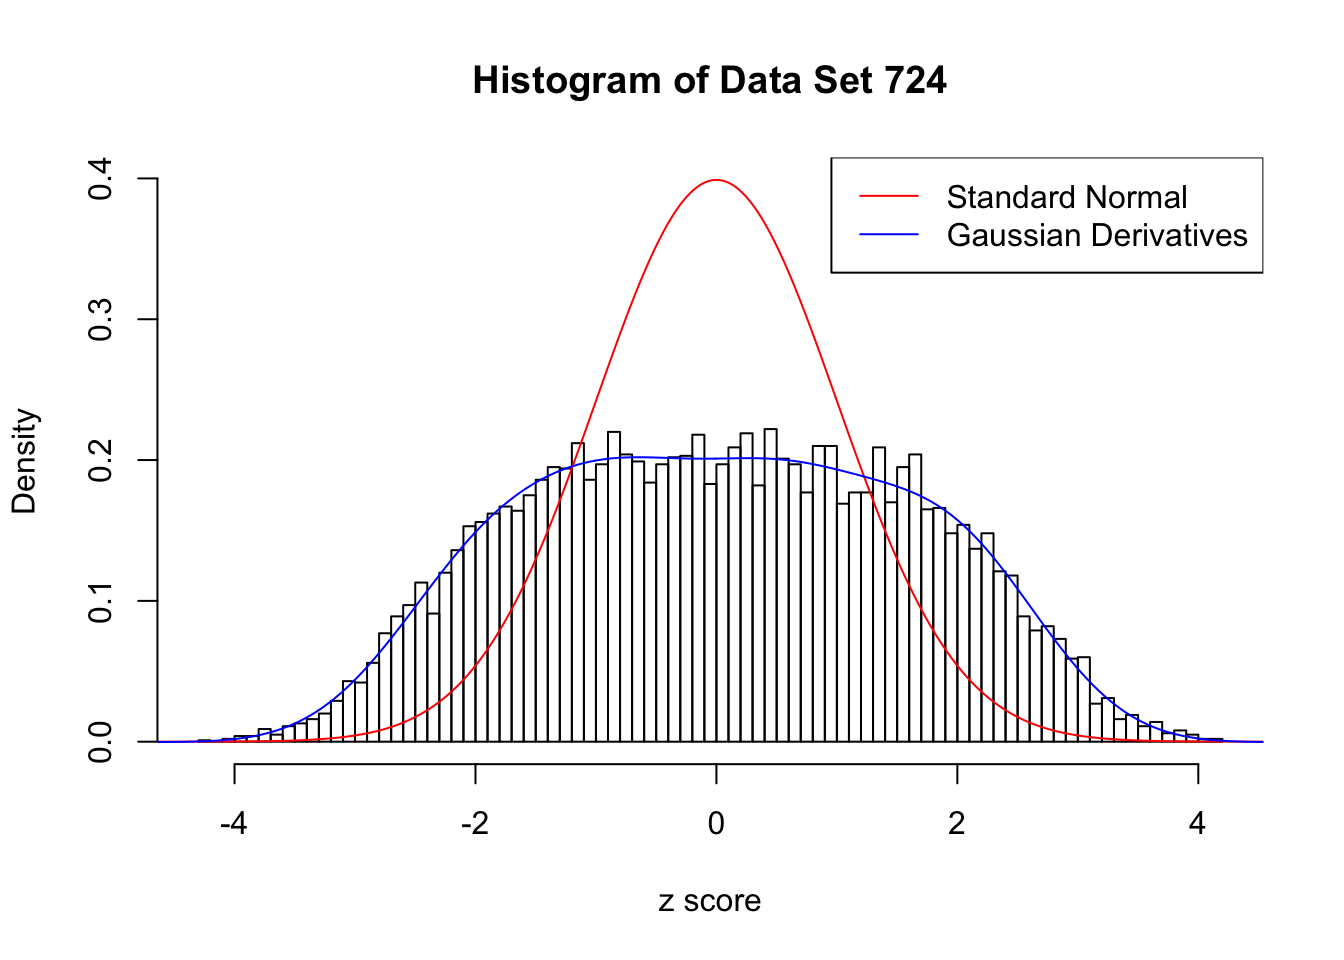 Histogram of Data Set 724
Standard Normal
Gaussian Derivatives
Density
0.4
0.3
0.2
0.1
0.0
-4 -2 0 2 4
z score